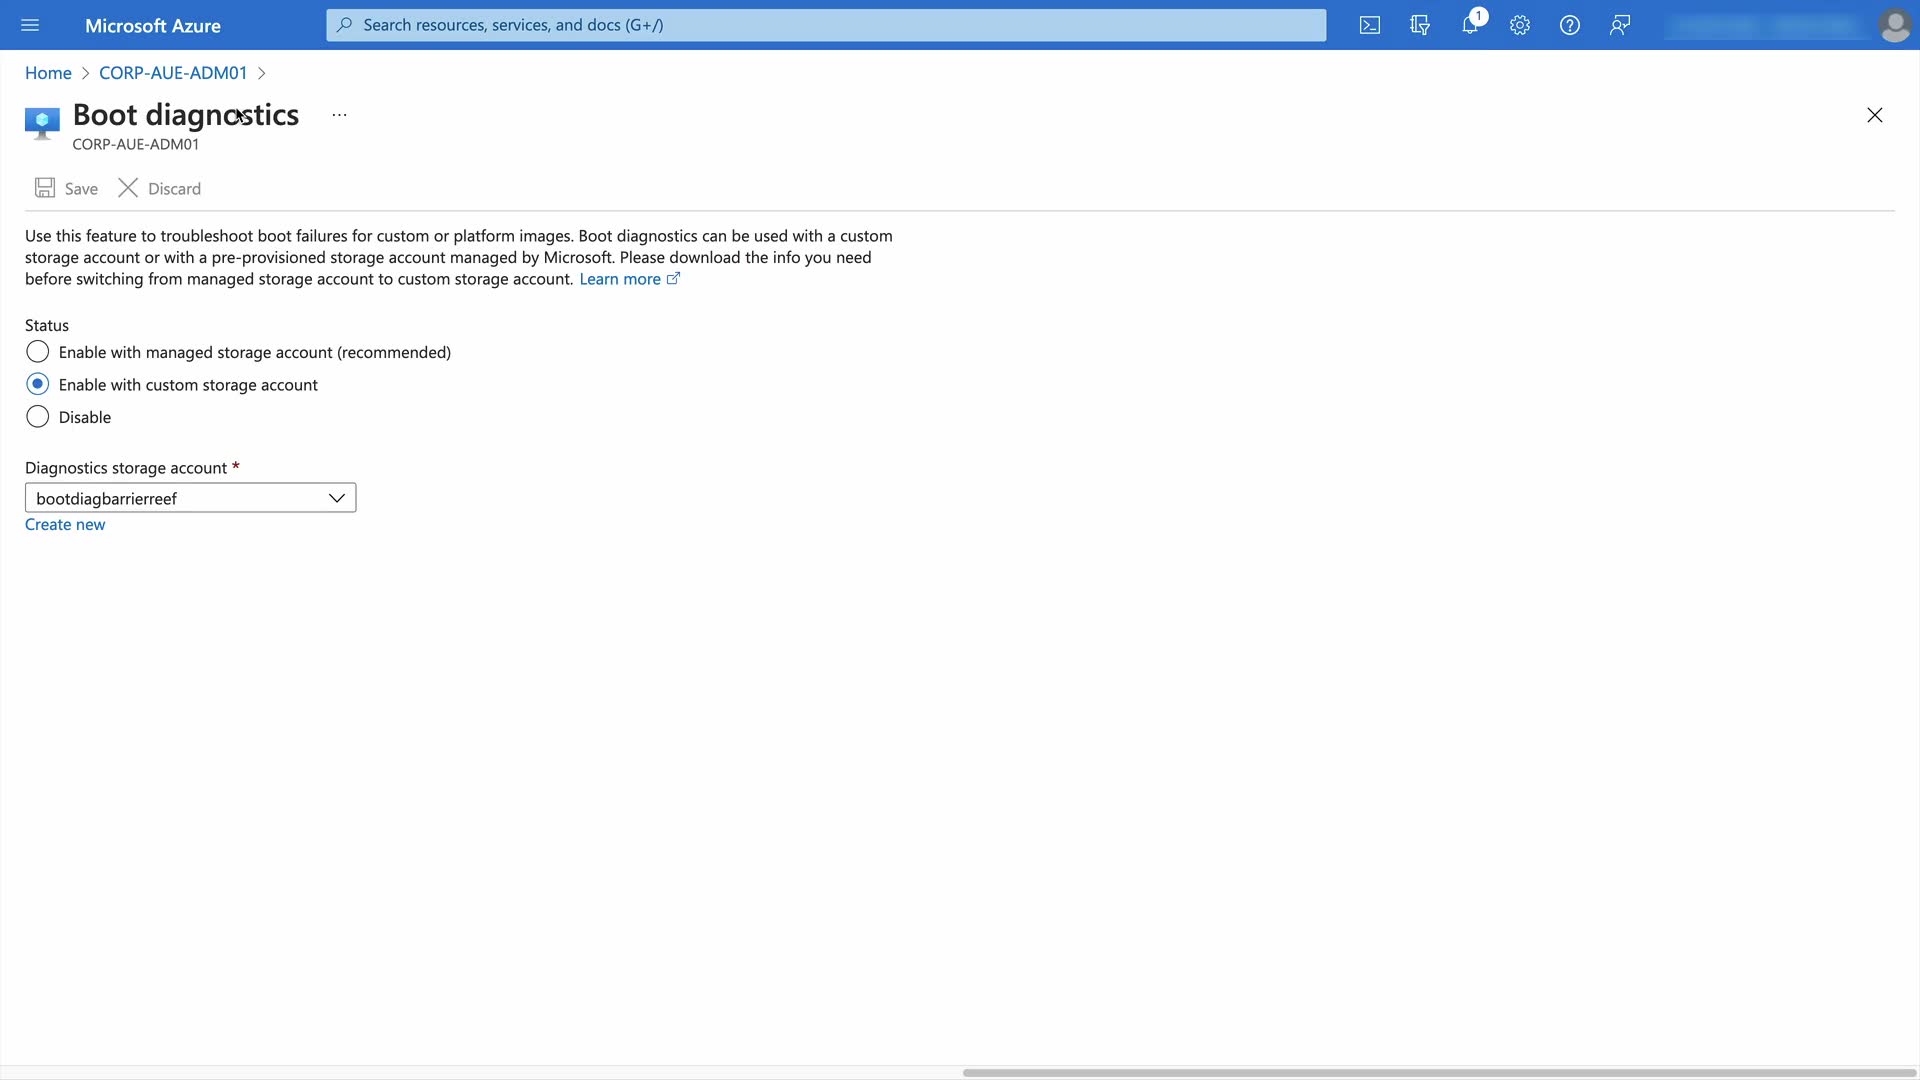 Microsoft Azure
Search resources, services, and docs (G+/)
1
Home > CORP-AUE-ADM01 >
Boot diagnostics ...
CORP-AUE-ADM01
Save Discard
Use this feature to troubleshoot boot failures for custom or platform images. Boot diagnostics can be used with a custom
storage account or with a pre-provisioned storage account managed by Microsoft. Please download the info you need
before switching from managed storage account to custom storage account. Learn more
Status
Enable with managed storage account (recommended)
Enable with custom storage account
Disable
Diagnostics storage account *
bootdiagbarrierreef
Create new